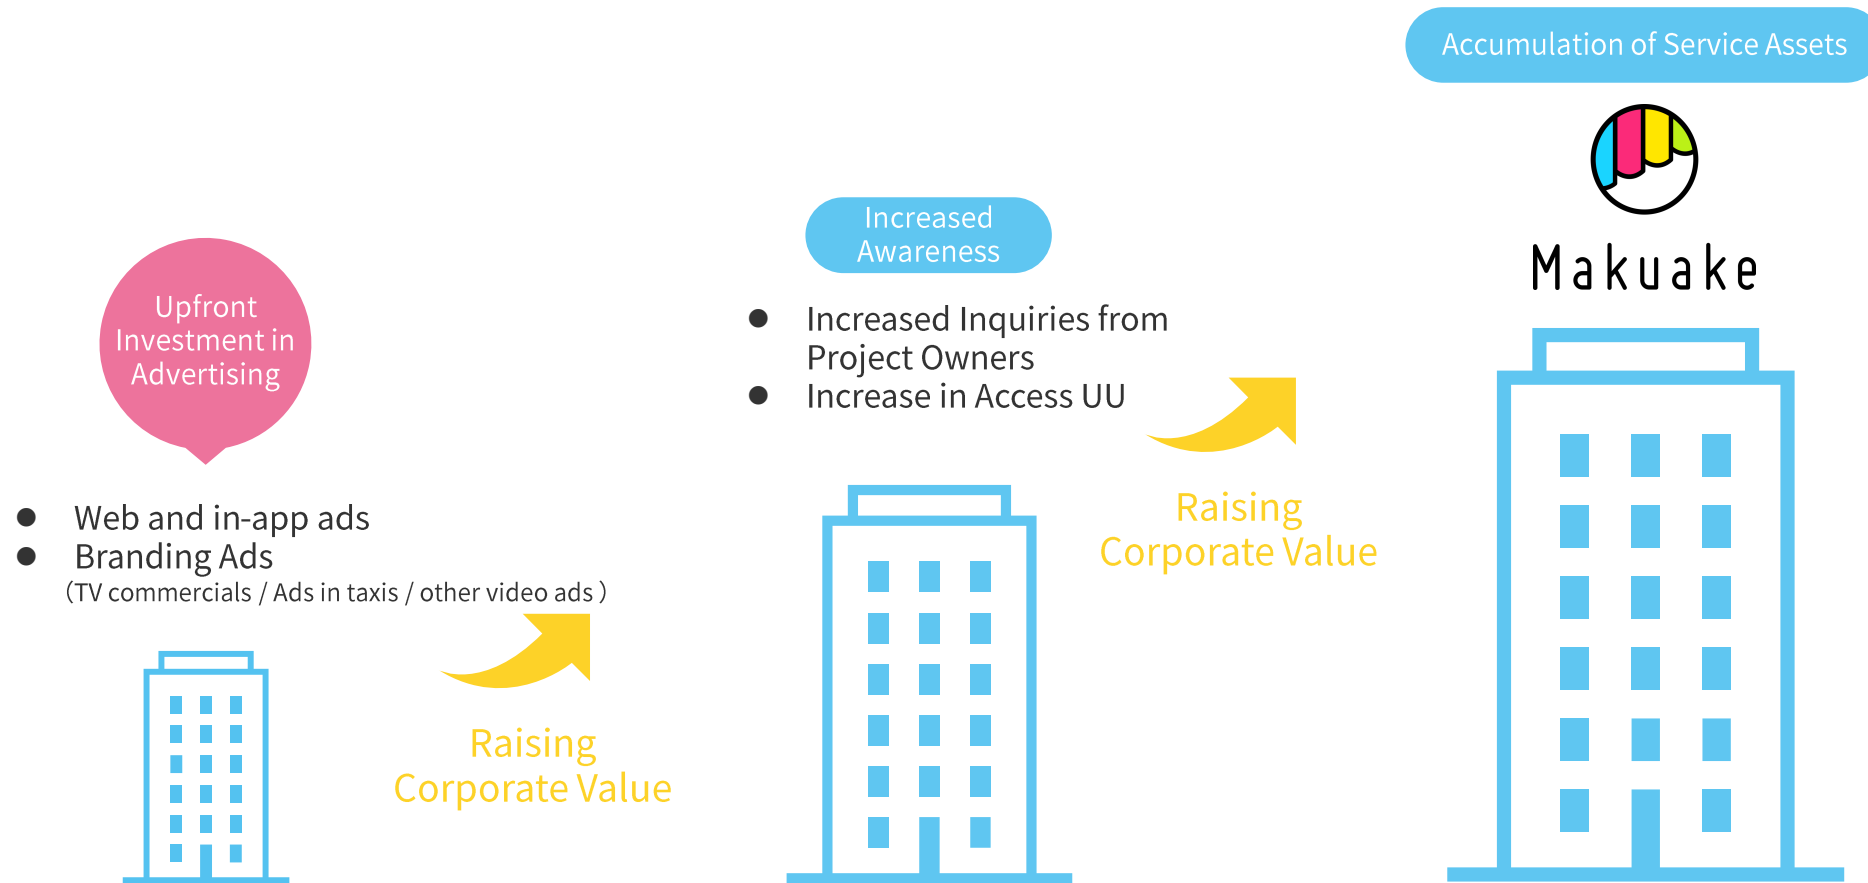 Accumulation of Service Assets
Makuake
Increased
Awareness
● Increased Inquiries from
Project Owners
● Increase in Access UU
Upfront
Investment in
Advertising
● Web and in-app ads
● Branding Ads
(TV commercials / Ads in taxis / other video ads )
Raising
Corporate Value
Raising
Corporate Value